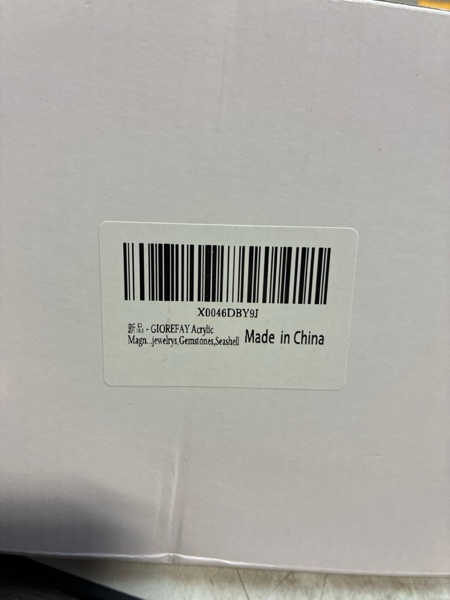 X0046DBY9J
新品 - GIOREFAY Acrylic
Magn...jewelrys,Gemstones,Seashell Made in China